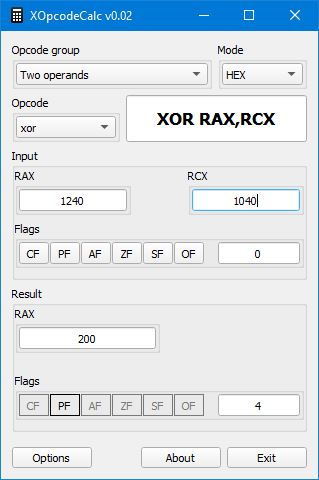 XOpcodeCalc v0.02
Opcode group Mode
Two operands HEX
Opcode
xor
XOR RAX,RCX
Input
RAX RCX
1240 1040
Flags
CF PF AF ZF SF OF 0
Result
RAX
200
Flags
CF PF AF ZF SF OF 4
Options About Exit